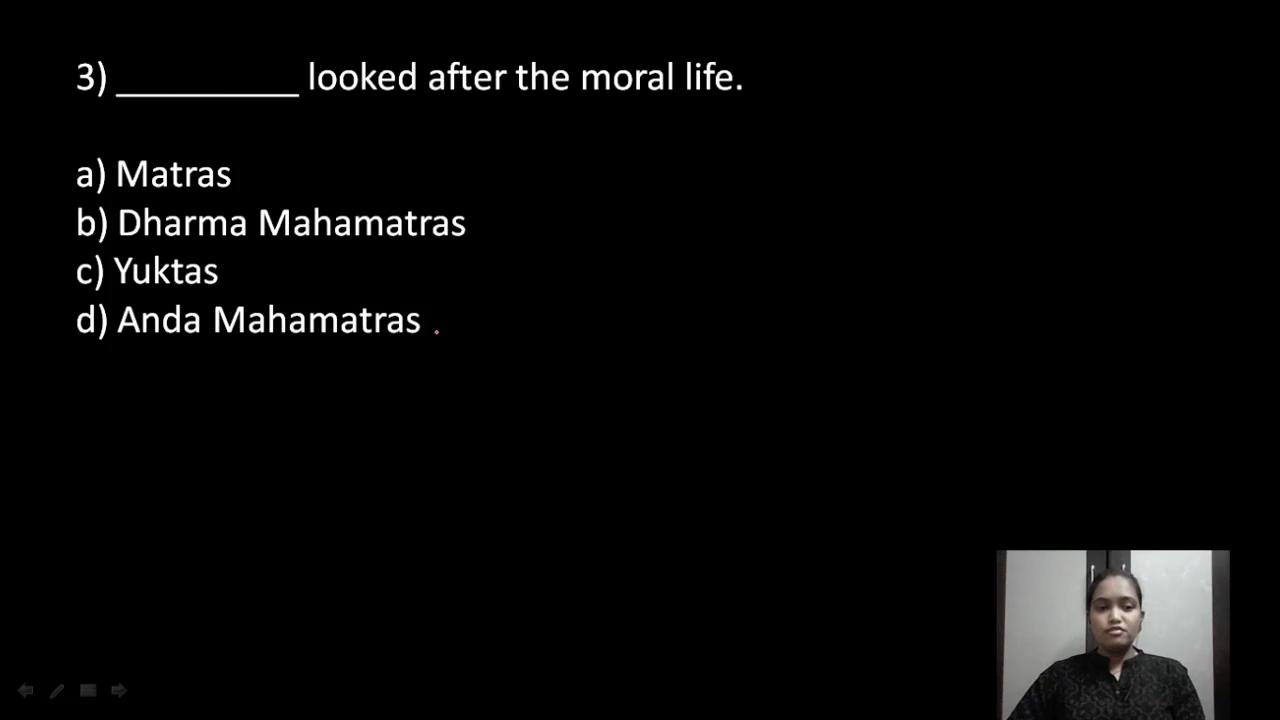 3) __________ looked after the moral life.
a) Matras
b) Dharma Mahamatras
c) Yuktas
d) Anda Mahamatras